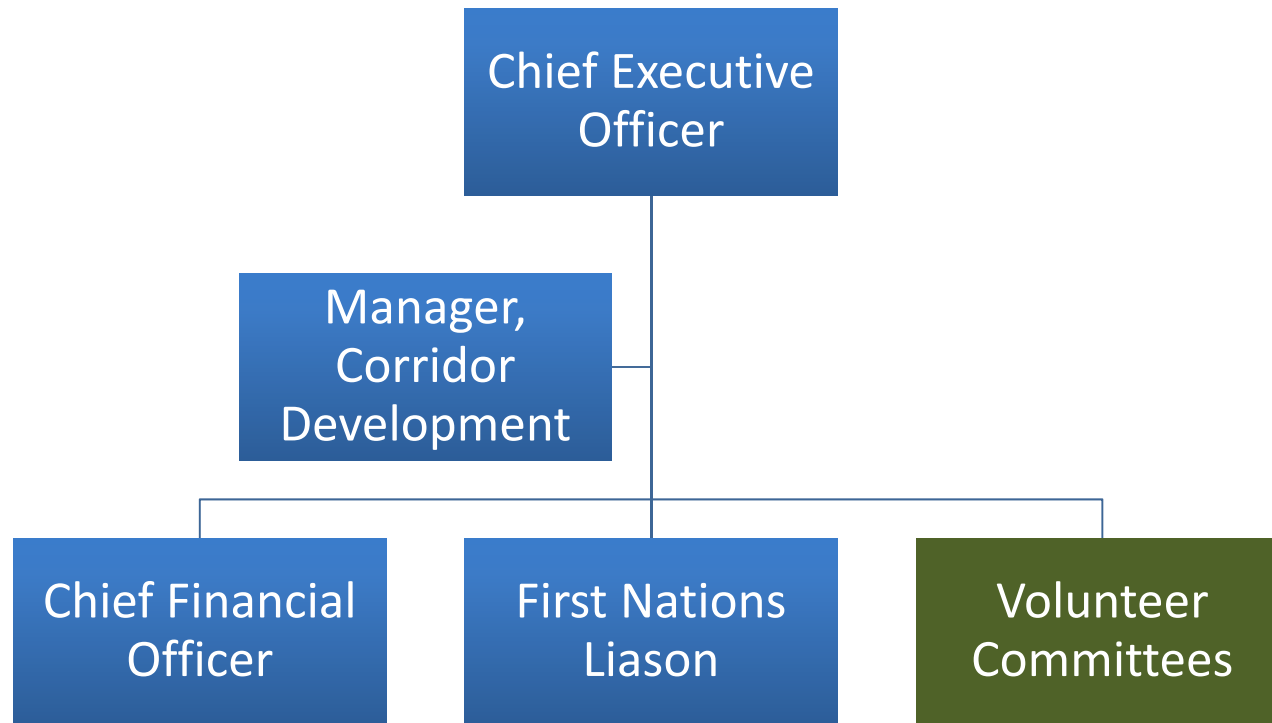 Chief Executive
Officer
Manager,
Corridor
Development
Chief Financial
Officer
First Nations
Liason
Volunteer
Committees